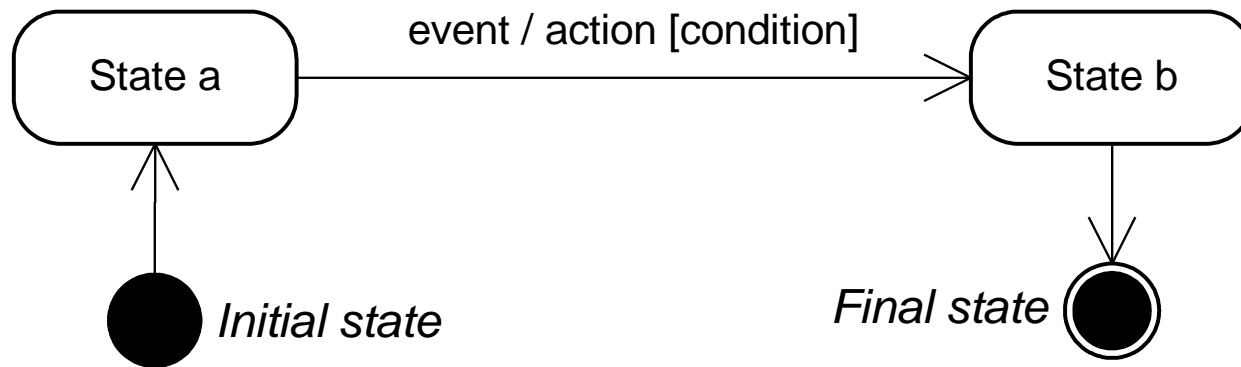 event / action [condition]
State a
State b
Initial state
Final state